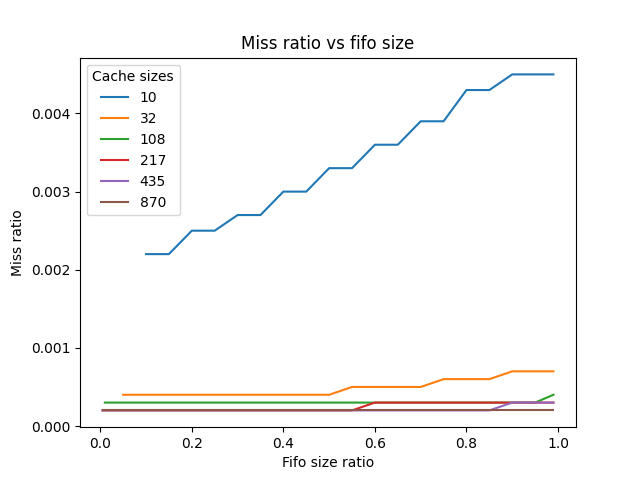 Miss ratio vs fifo size
Cache sizes
10
32
108
217
435
870
0.004
0.003
0.002
0.001
0.000
Miss ratio
0.0 0.2 0.4 0.6 0.8 1.0
Fifo size ratio